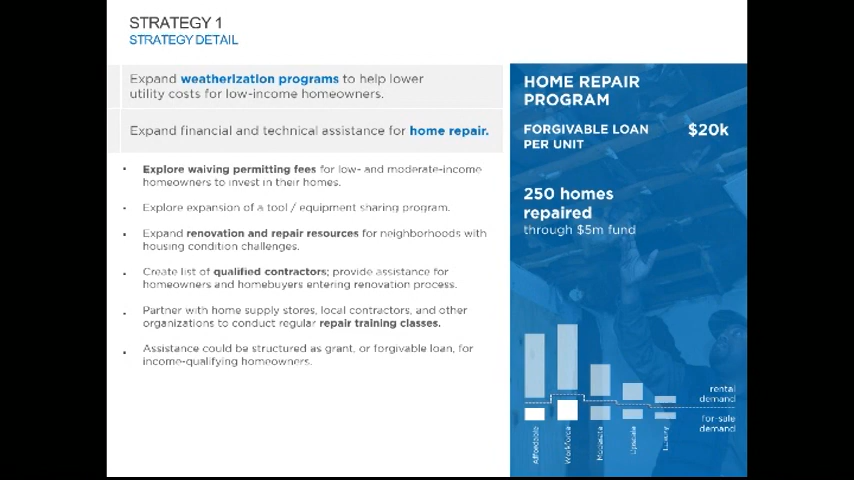 STRATEGY 1
STRATEGY DETAIL
Expand weatherization programs to help lower
utility costs for low-income homeowners.
Expand financial and technical assistance for home repair.
Explore waiving permitting fees for low- and moderate-income
homeowners to invest in their homes.
Explore expansion of a tool / equipment sharing program.
Expand renovation and repair resources for neighborhoods with
housing condition challenges.
Create list of qualified contractors; provide assistance for
homeowners and homebuyers entering renovation process.
Partner with home supply stores, local contractors, and other
organizations to conduct regular repair training classes.
Assistance could be structured as grant, or forgivable loan, for
income-qualifying homeowners.
HOME REPAIR
PROGRAM
FORGIVABLE LOAN
PER UNIT
$20k
250 homes
repaired
through $5m fund
rental
demand
for-sale
demand
Affordable
Workforce
Moderate
Upscale
Luxury